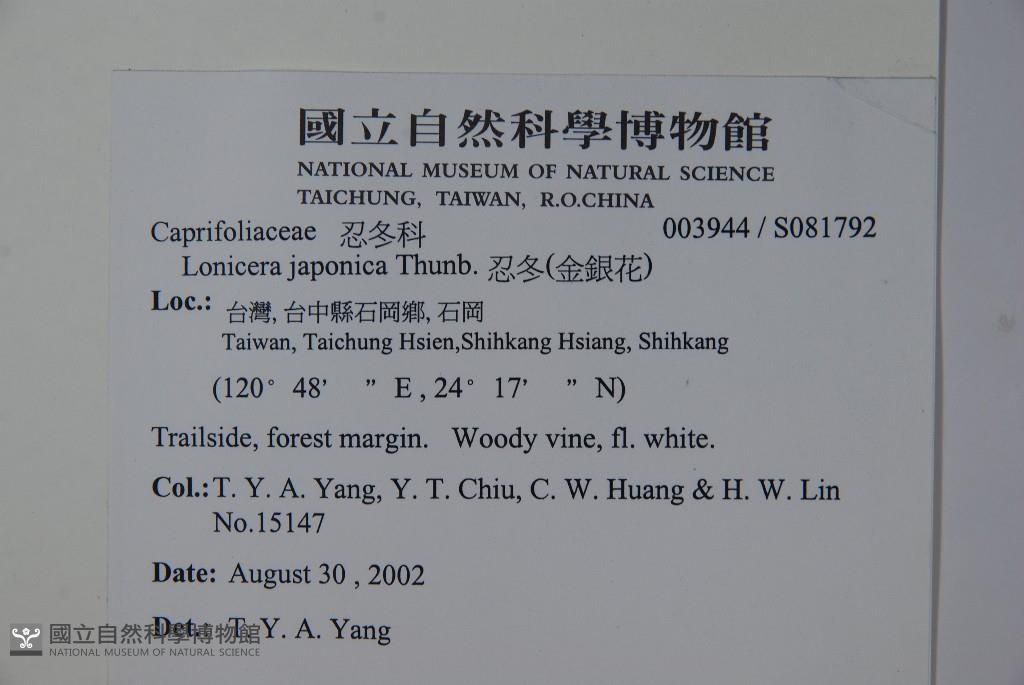 國立自然科學博物館
NATIONAL MUSEUM OF NATURAL SCIENCE
TAICHUNG, TAIWAN, R.O.CHINA
Caprifoliaceae 忍冬科 003944 / S081792
Lonicera japonica Thunb. 忍冬(金銀花)
Loc.: 台灣, 台中縣石岡鄉, 石岡
Taiwan, Taichung Hsien,Shihkang Hsiang, Shihkang
(120° 48’ ” E , 24° 17’ ” N)
Trailside, forest margin. Woody vine, fl. white.
Col.: T. Y. A. Yang, Y. T. Chiu, C. W. Huang & H. W. Lin
No.15147
Date: August 30 , 2002
Det.: T. Y. A. Yang
國立自然科學博物館
NATIONAL MUSEUM OF NATURAL SCIENCE